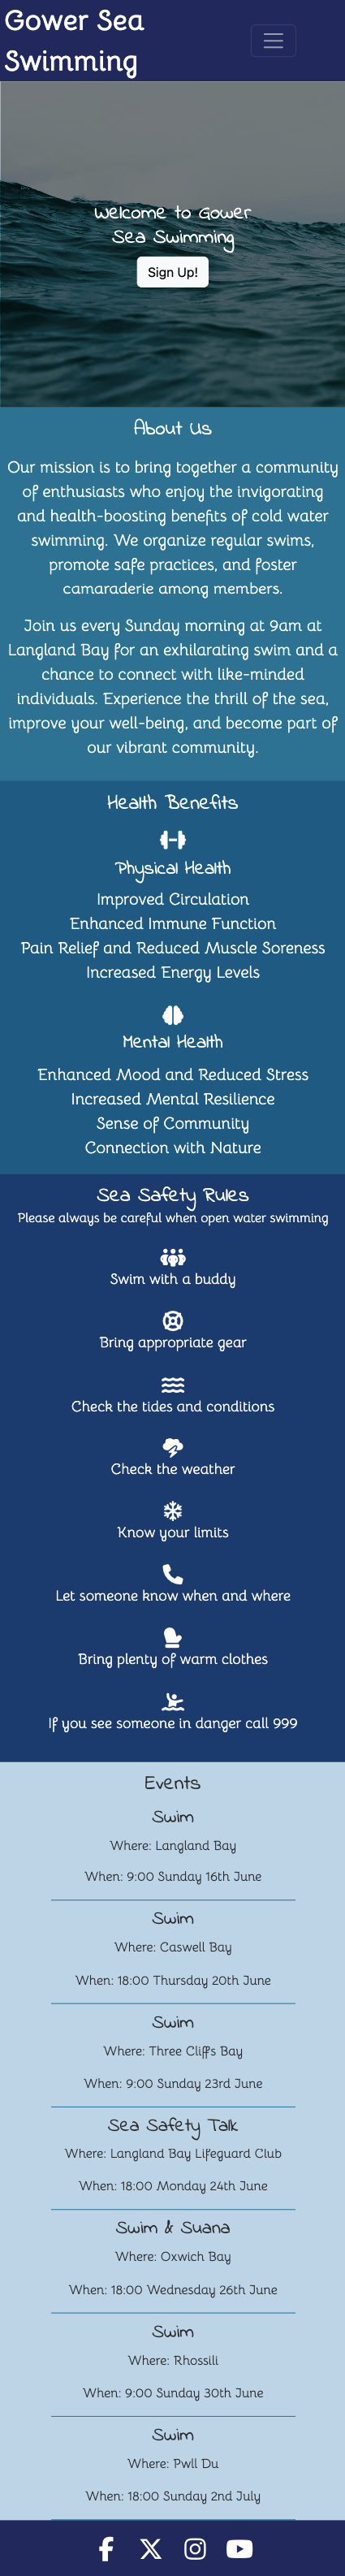 Gower Sea
Swimming
Welcome to Gower
Sea Swimming
Sign Up!
About Us
Our mission is to bring together a community
of enthusiasts who enjoy the invigorating
and health-boosting benefits of cold water
swimming. We organize regular swims,
promote safe practices, and foster
camaraderie among members.
Join us every Sunday morning at 9am at
Langland Bay for an exhilarating swim and a
chance to connect with like-minded
individuals. Experience the thrill of the sea,
improve your well-being, and become part of
our vibrant community.
Health Benefits
Physical Health
Improved Circulation
Enhanced Immune Function
Pain Relief and Reduced Muscle Soreness
Increased Energy Levels
Mental Health
Enhanced Mood and Reduced Stress
Increased Mental Resilience
Sense of Community
Connection with Nature
Sea Safety Rules
Please always be careful when open water swimming
Swim with a buddy
Bring appropriate gear
Check the tides and conditions
Check the weather
Know your limits
Let someone know when and where
Bring plenty of warm clothes
If you see someone in danger call 999
Events
Swim
Where: Langland Bay
When: 9:00 Sunday 16th June
Swim
Where: Caswell Bay
When: 18:00 Thursday 20th June
Swim
Where: Three Cliffs Bay
When: 9:00 Sunday 23rd June
Sea Safety Talk
Where: Langland Bay Lifeguard Club
When: 18:00 Monday 24th June
Swim & Suana
Where: Oxwich Bay
When: 18:00 Wednesday 26th June
Swim
Where: Rhossili
When: 9:00 Sunday 30th June
Swim
Where: Pwll Du
When: 18:00 Sunday 2nd July